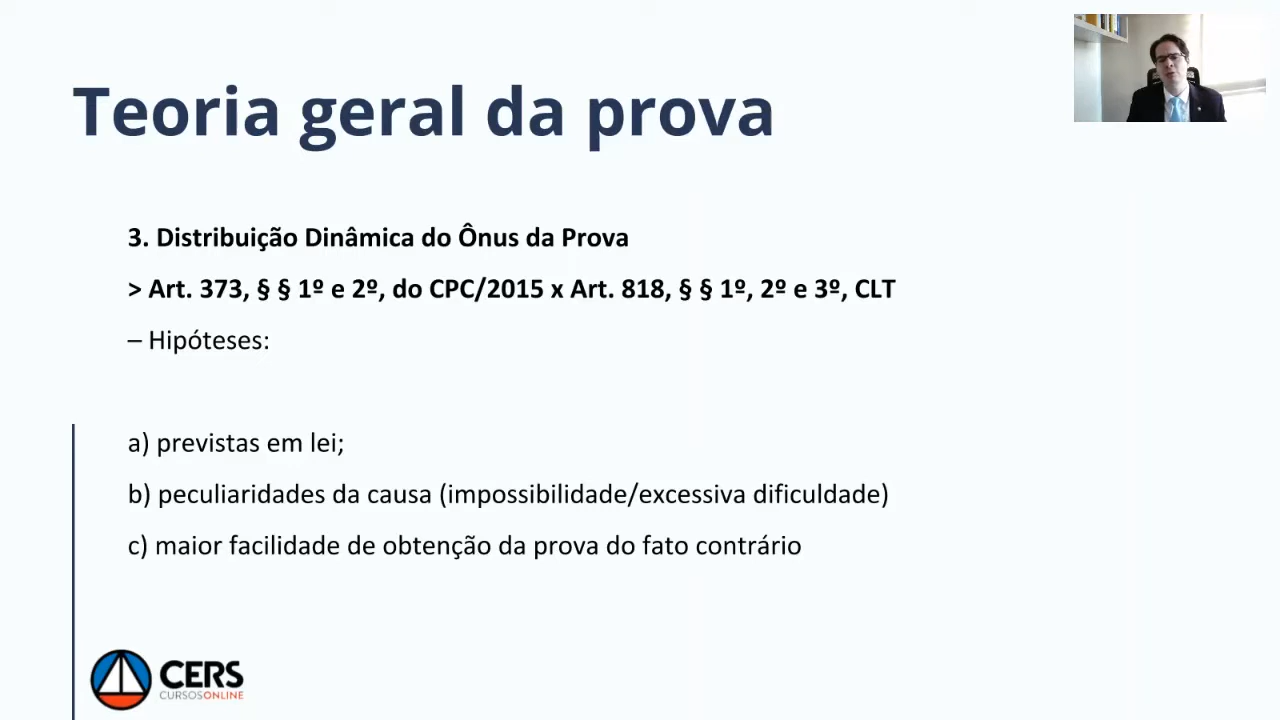 Teoria geral da prova
3. Distribuição Dinâmica do Ônus da Prova
> Art. 373, § § 1º e 2º, do CPC/2015 x Art. 818, § § 1º, 2º e 3º, CLT
– Hipóteses:
a) previstas em lei;
b) peculiaridades da causa (impossibilidade/excessiva dificuldade)
c) maior facilidade de obtenção da prova do fato contrário
CERS
CURSOSONLINE